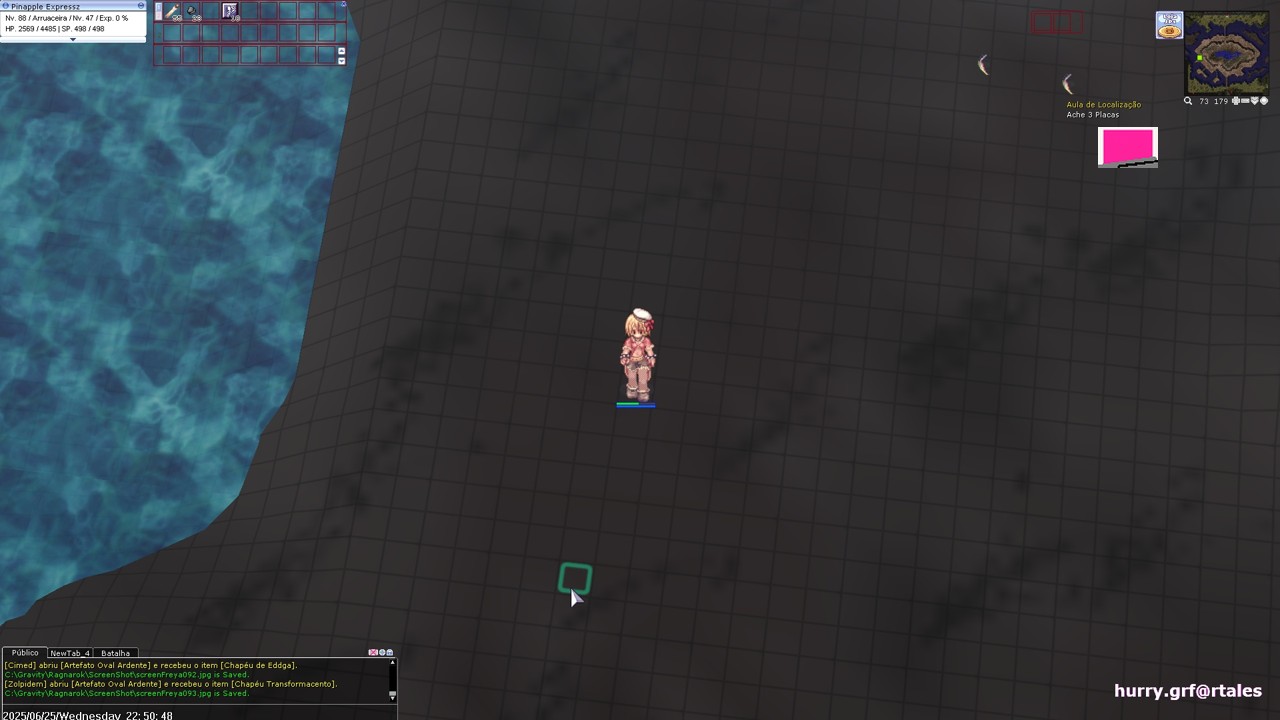 Pinapple Expressz
Nv. 88 / Arruaceira / Nv. 47 / Exp. 0 %
HP. 2569 / 4485 | SP. 498 / 498
73 179
Aula de Localização
Ache 3 Placas
Público
NewTab_4
Batalha
[Cimed] abriu [Artefato Oval Ardente] e recebeu o item [Chapéu de Eddga].
C:\Gravity\Ragnarok\ScreenShot\screenFreya092.jpg is Saved.
[Zolpidem] abriu [Artefato Oval Ardente] e recebeu o item [Chapéu Transformacento].
C:\Gravity\Ragnarok\ScreenShot\screenFreya093.jpg is Saved.
2025/06/25/Wednesday 22:50:48
hurry.grf@rtales